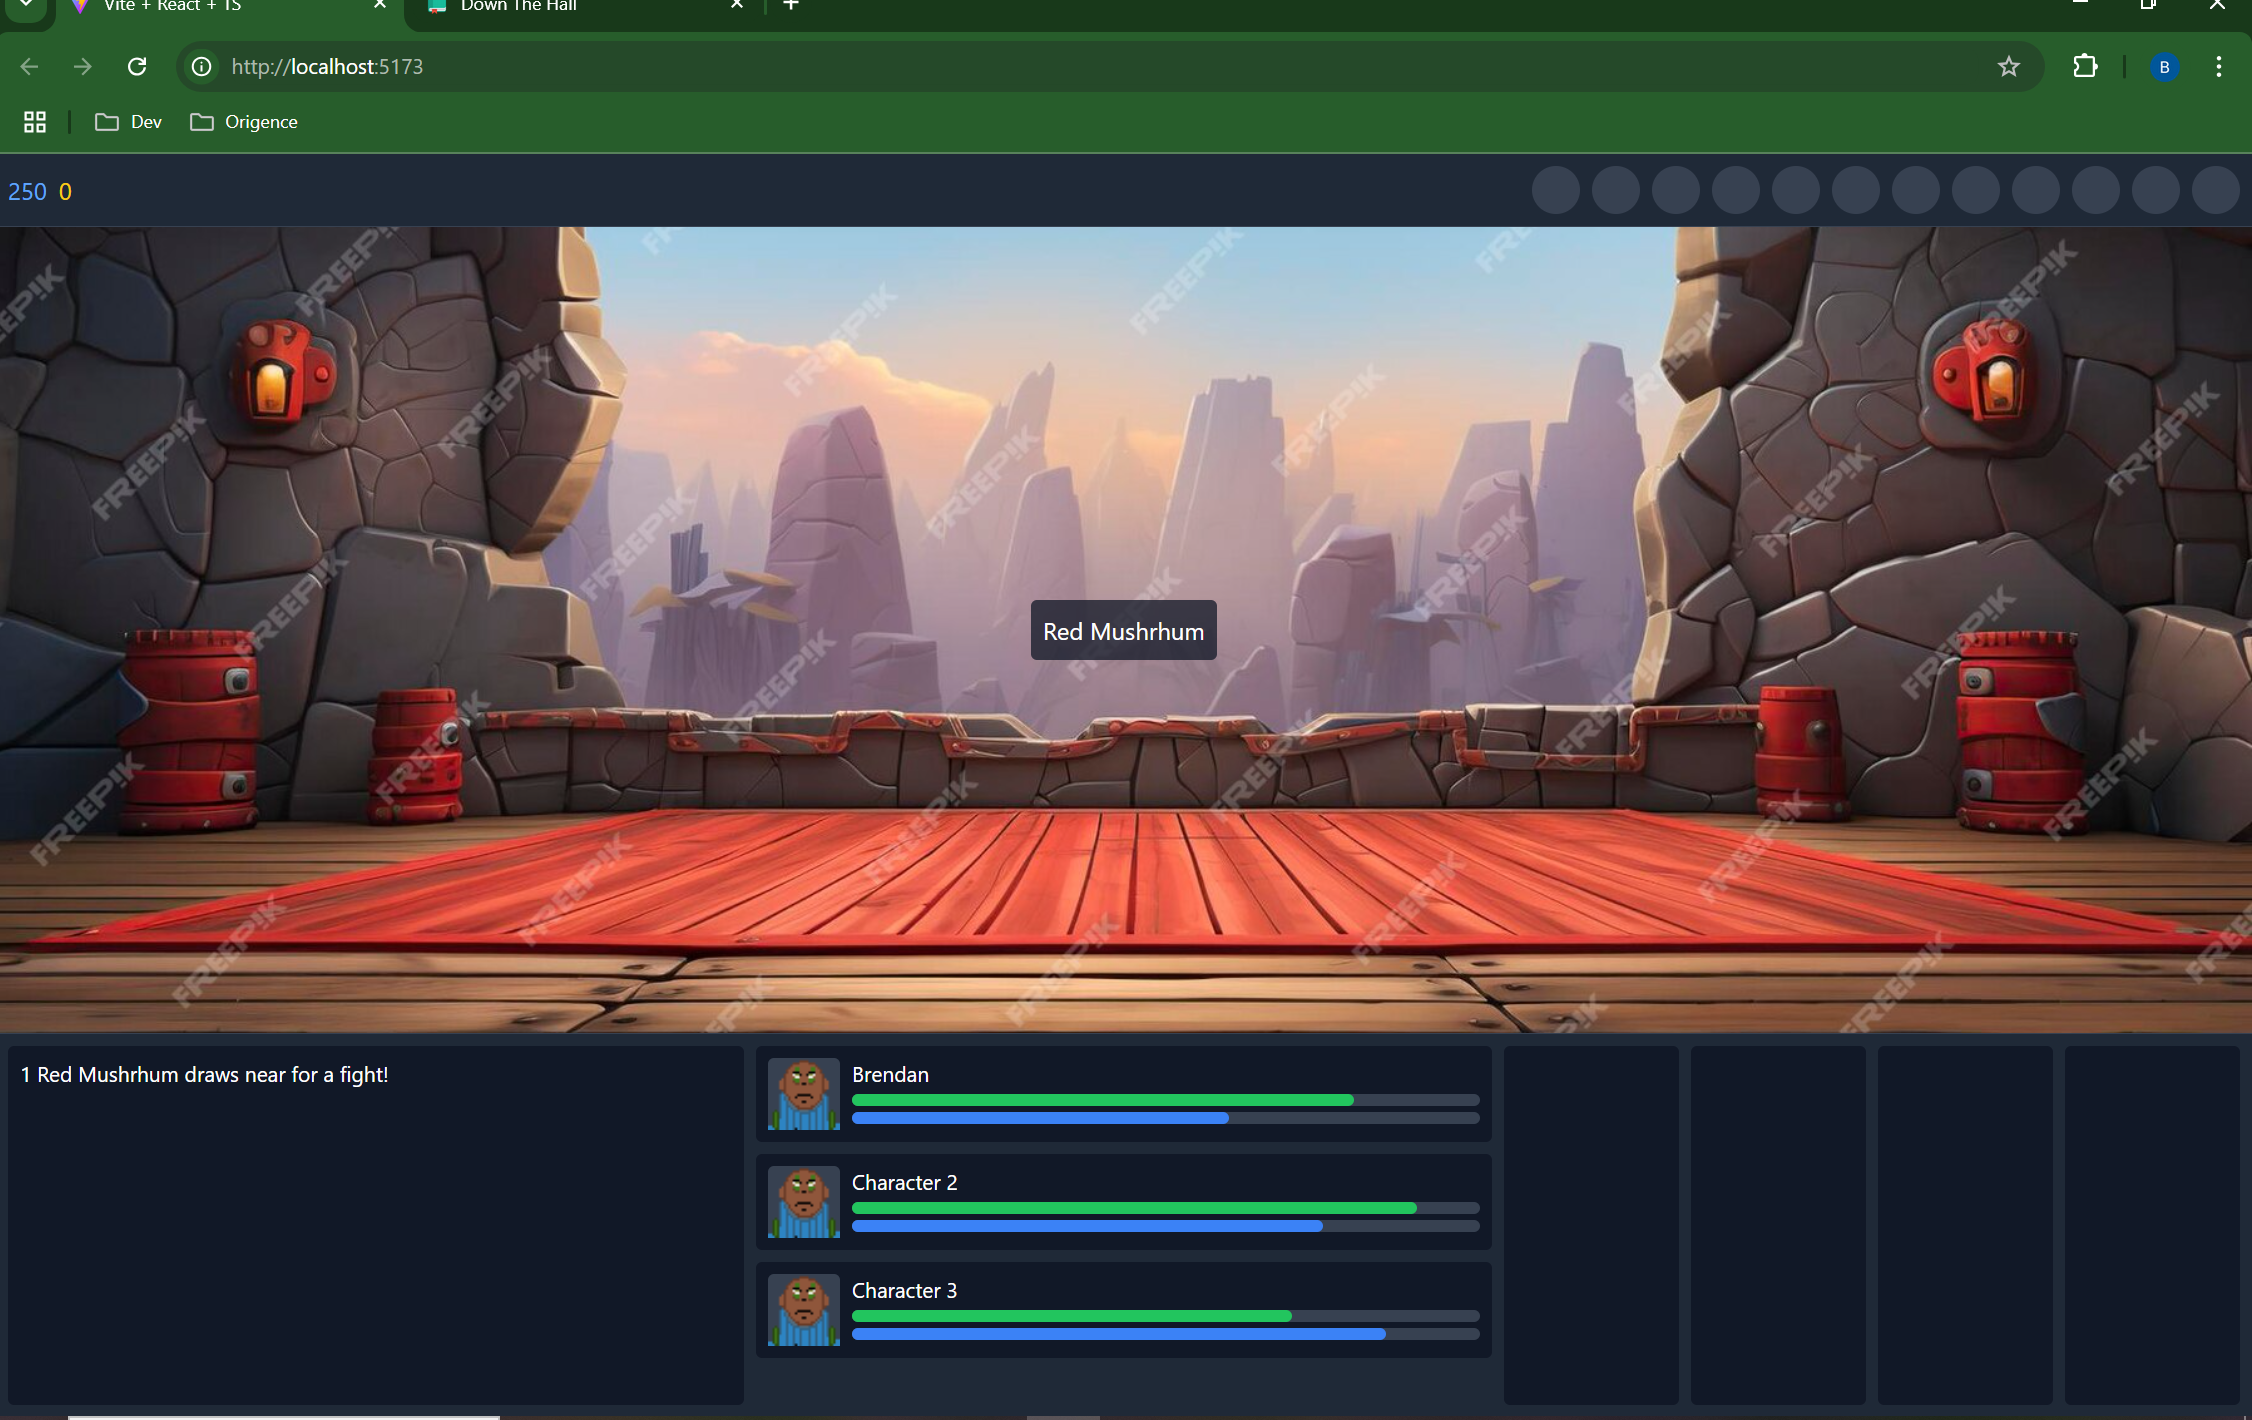 Vite + React + TS
Down The Hall
http://localhost:5173
B
Dev
Origence
250 0
Red Mushrhum
FREEPIK
1 Red Mushrhum draws near for a fight!
Brendan
Character 2
Character 3